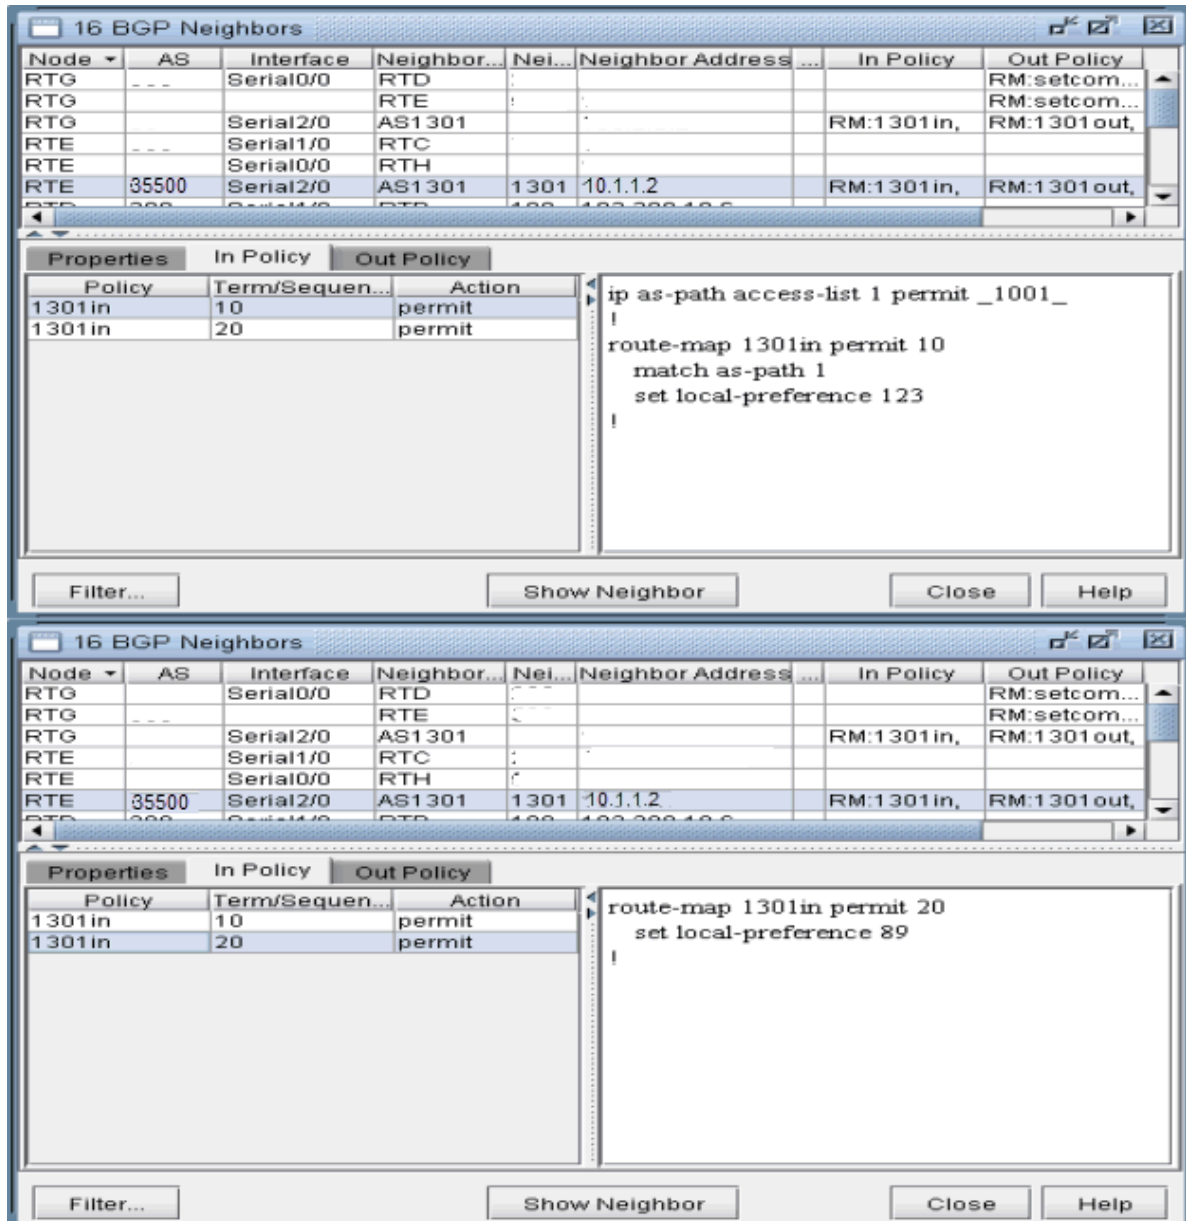 16 BGP Neighbors
Node AS Interface Neighbor... Nei... Neighbor Address ... In Policy Out Policy
RTG Serial0/0 RTD RM:setcom...
RTG RTE RM:setcom...
RTG Serial2/0 AS1301 RM:1301in, RM:1301out,
RTE Serial1/0 RTC
RTE Serial0/0 RTH
RTE 35500 Serial2/0 AS1301 1301 10.1.1.2 RM:1301in, RM:1301out,
Properties In Policy Out Policy
Policy Term/Sequen... Action
1301in 10 permit
1301in 20 permit
ip as-path access-list 1 permit _1001_
!
route-map 1301in permit 10
match as-path 1
set local-preference 123
!
Filter... Show Neighbor Close Help
16 BGP Neighbors
Node AS Interface Neighbor... Nei... Neighbor Address ... In Policy Out Policy
RTG Serial0/0 RTD RM:setcom...
RTG RTE RM:setcom...
RTG Serial2/0 AS1301 RM:1301in, RM:1301out,
RTE Serial1/0 RTC
RTE Serial0/0 RTH
RTE 35500 Serial2/0 AS1301 1301 10.1.1.2 RM:1301in, RM:1301out,
Properties In Policy Out Policy
Policy Term/Sequen... Action
1301in 10 permit
1301in 20 permit
route-map 1301in permit 20
set local-preference 89
!
Filter... Show Neighbor Close Help